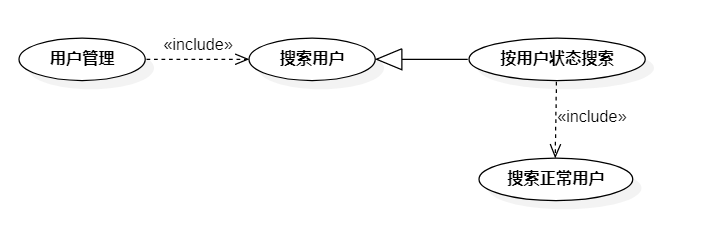 «include»
用户管理
搜索用户
按用户状态搜索
«include»
搜索正常用户